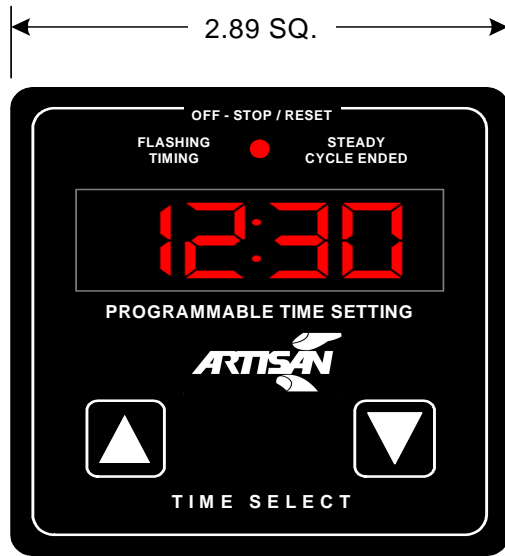 2.89 SQ.
OFF - STOP / RESET
FLASHING
TIMING
STEADY
CYCLE ENDED
12:30
PROGRAMMABLE TIME SETTING
ARTISAN
TIME SELECT